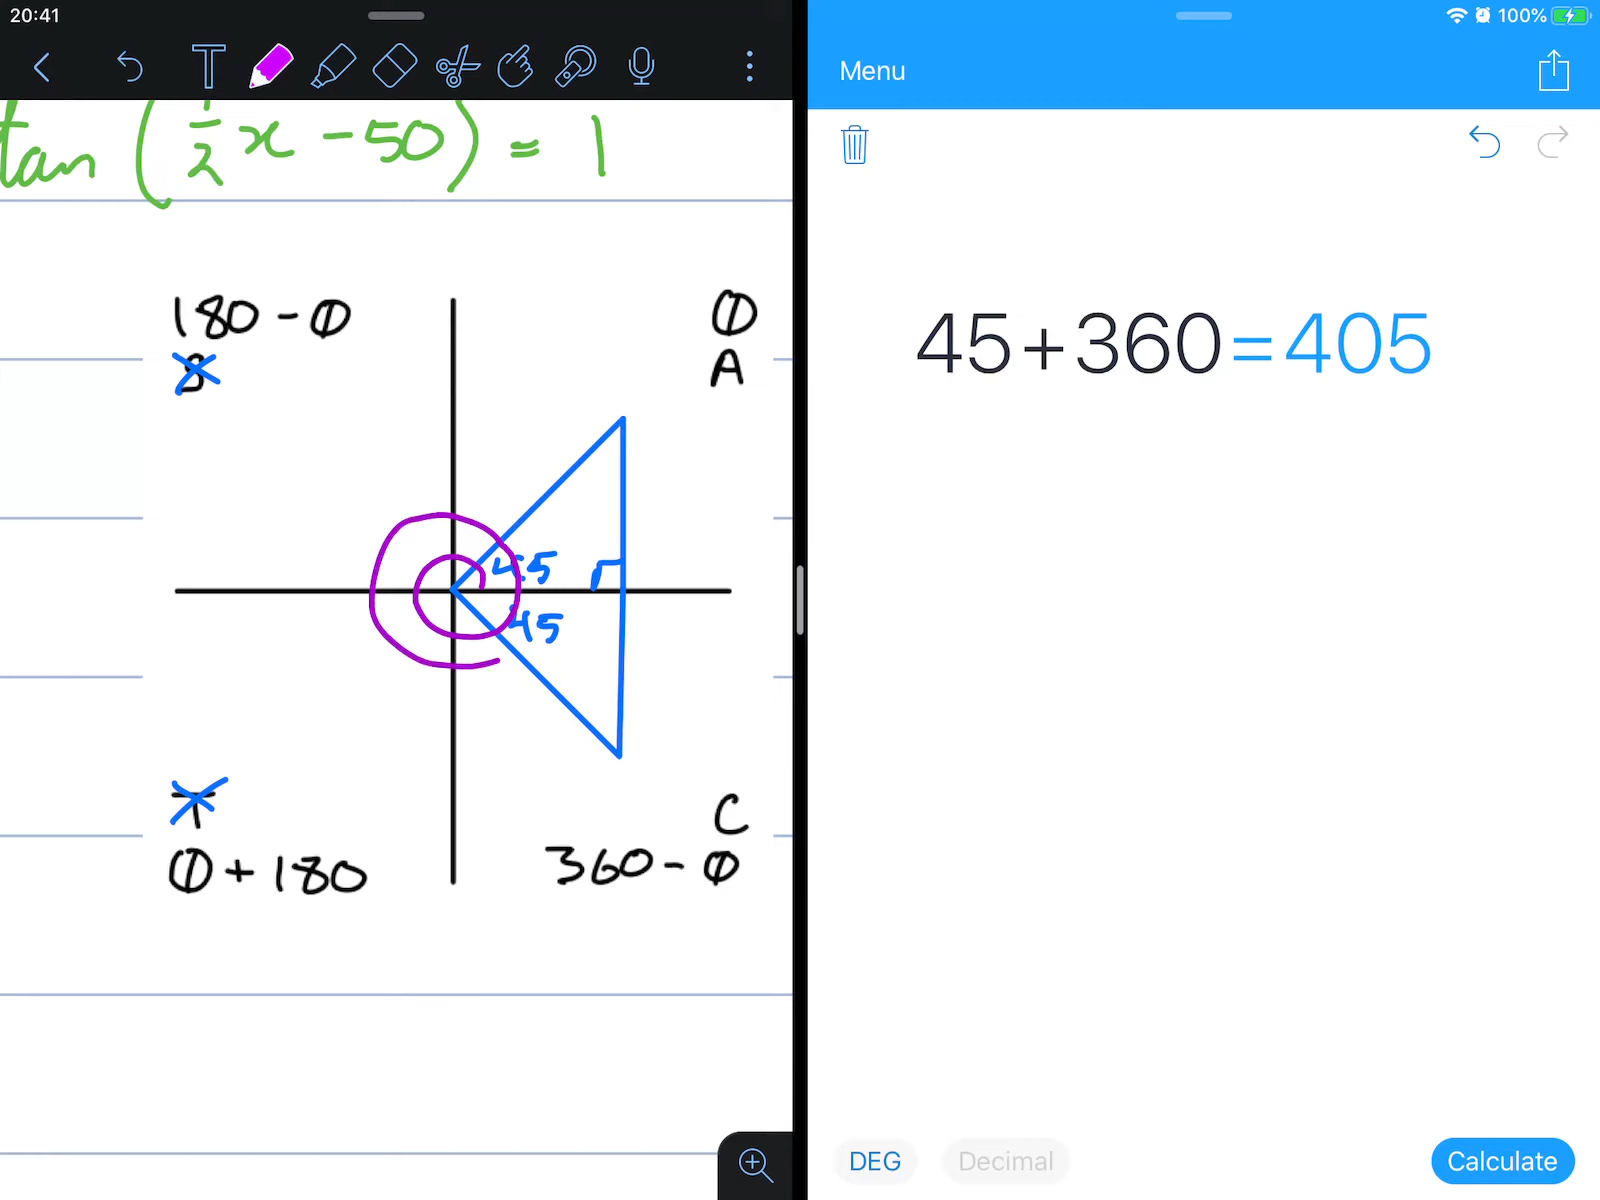 20:41
100%
Menu
tan (1/2 x - 50) = 1
180 - θ
θ
S
A
45 + 360 = 405
45
45
T
C
θ + 180
360 - θ
DEG
Decimal
Calculate